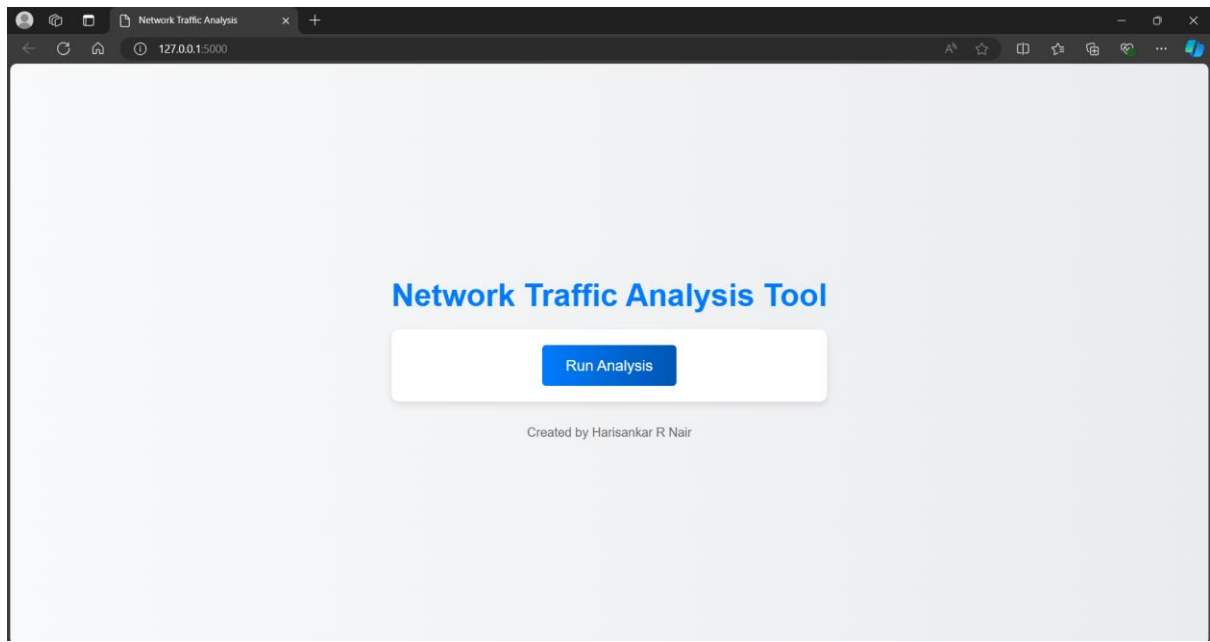 Network Traffic Analysis
127.0.0.1:5000
Network Traffic Analysis Tool
Run Analysis
Created by Harisankar R Nair